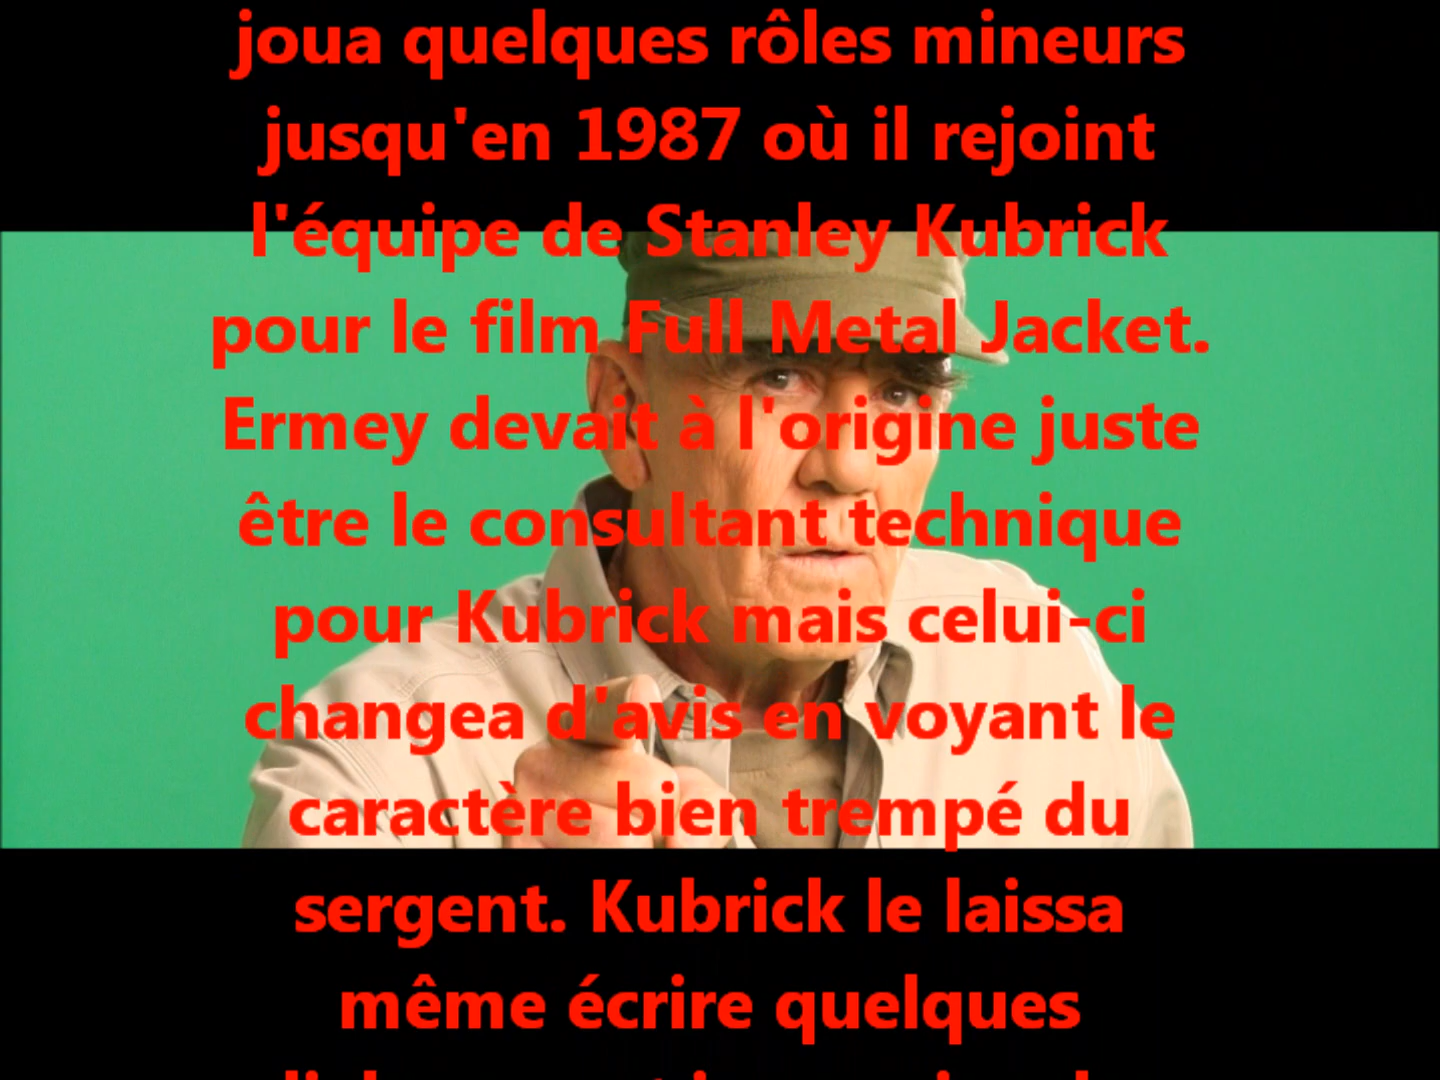 joua quelques rôles mineurs
jusqu'en 1987 où il rejoint
l'équipe de Stanley Kubrick
pour le film Full Metal Jacket.
Ermey devait à l'origine juste
être le consultant technique
pour Kubrick mais celui-ci
changea d'avis en voyant le
caractère bien trempé du
sergent. Kubrick le laissa
même écrire quelques